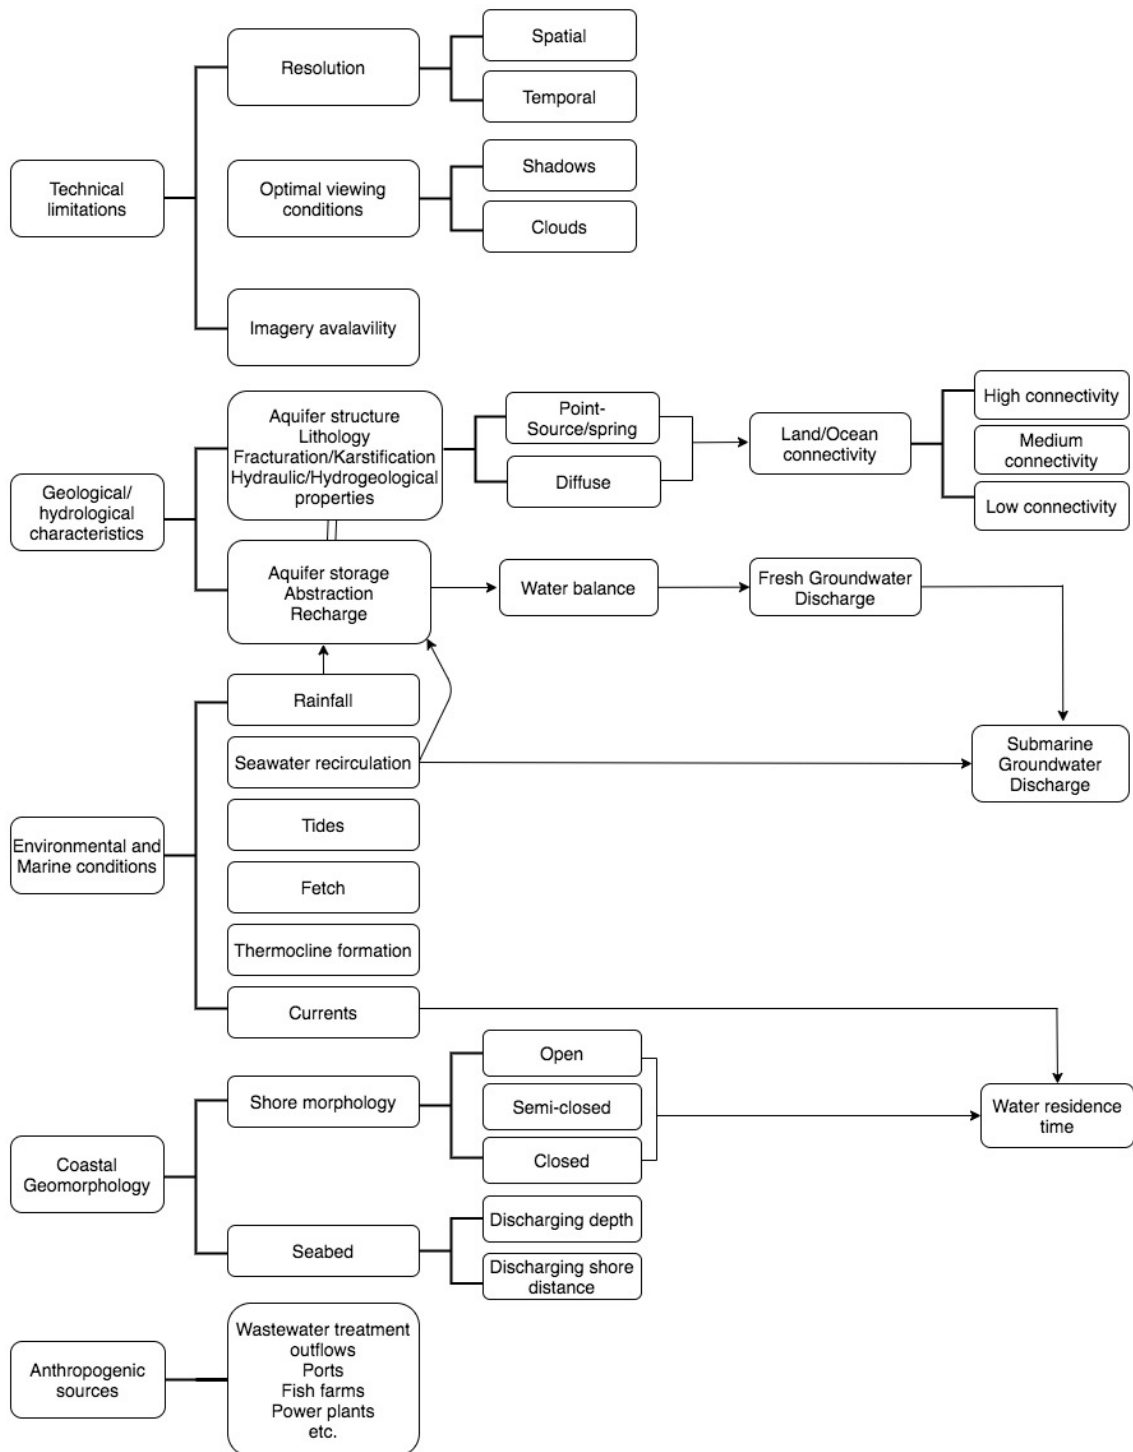 Technical
limitations
Resolution
Spatial
Temporal
Optimal viewing
conditions
Shadows
Clouds
Imagery avalavility
Geological/
hydrological
characteristics
Aquifer structure
Lithology
Fracturation/Karstification
Hydraulic/Hydrogeological
properties
Point-
Source/spring
Diffuse
Land/Ocean
connectivity
High connectivity
Medium
connectivity
Low connectivity
Aquifer storage
Abstraction
Recharge
Water balance
Fresh Groundwater
Discharge
Submarine
Groundwater
Discharge
Environmental and
Marine conditions
Rainfall
Seawater recirculation
Tides
Fetch
Thermocline formation
Currents
Water residence
time
Coastal
Geomorphology
Shore morphology
Open
Semi-closed
Closed
Seabed
Discharging depth
Discharging shore
distance
Anthropogenic
sources
Wastewater treatment
outflows
Ports
Fish farms
Power plants
etc.